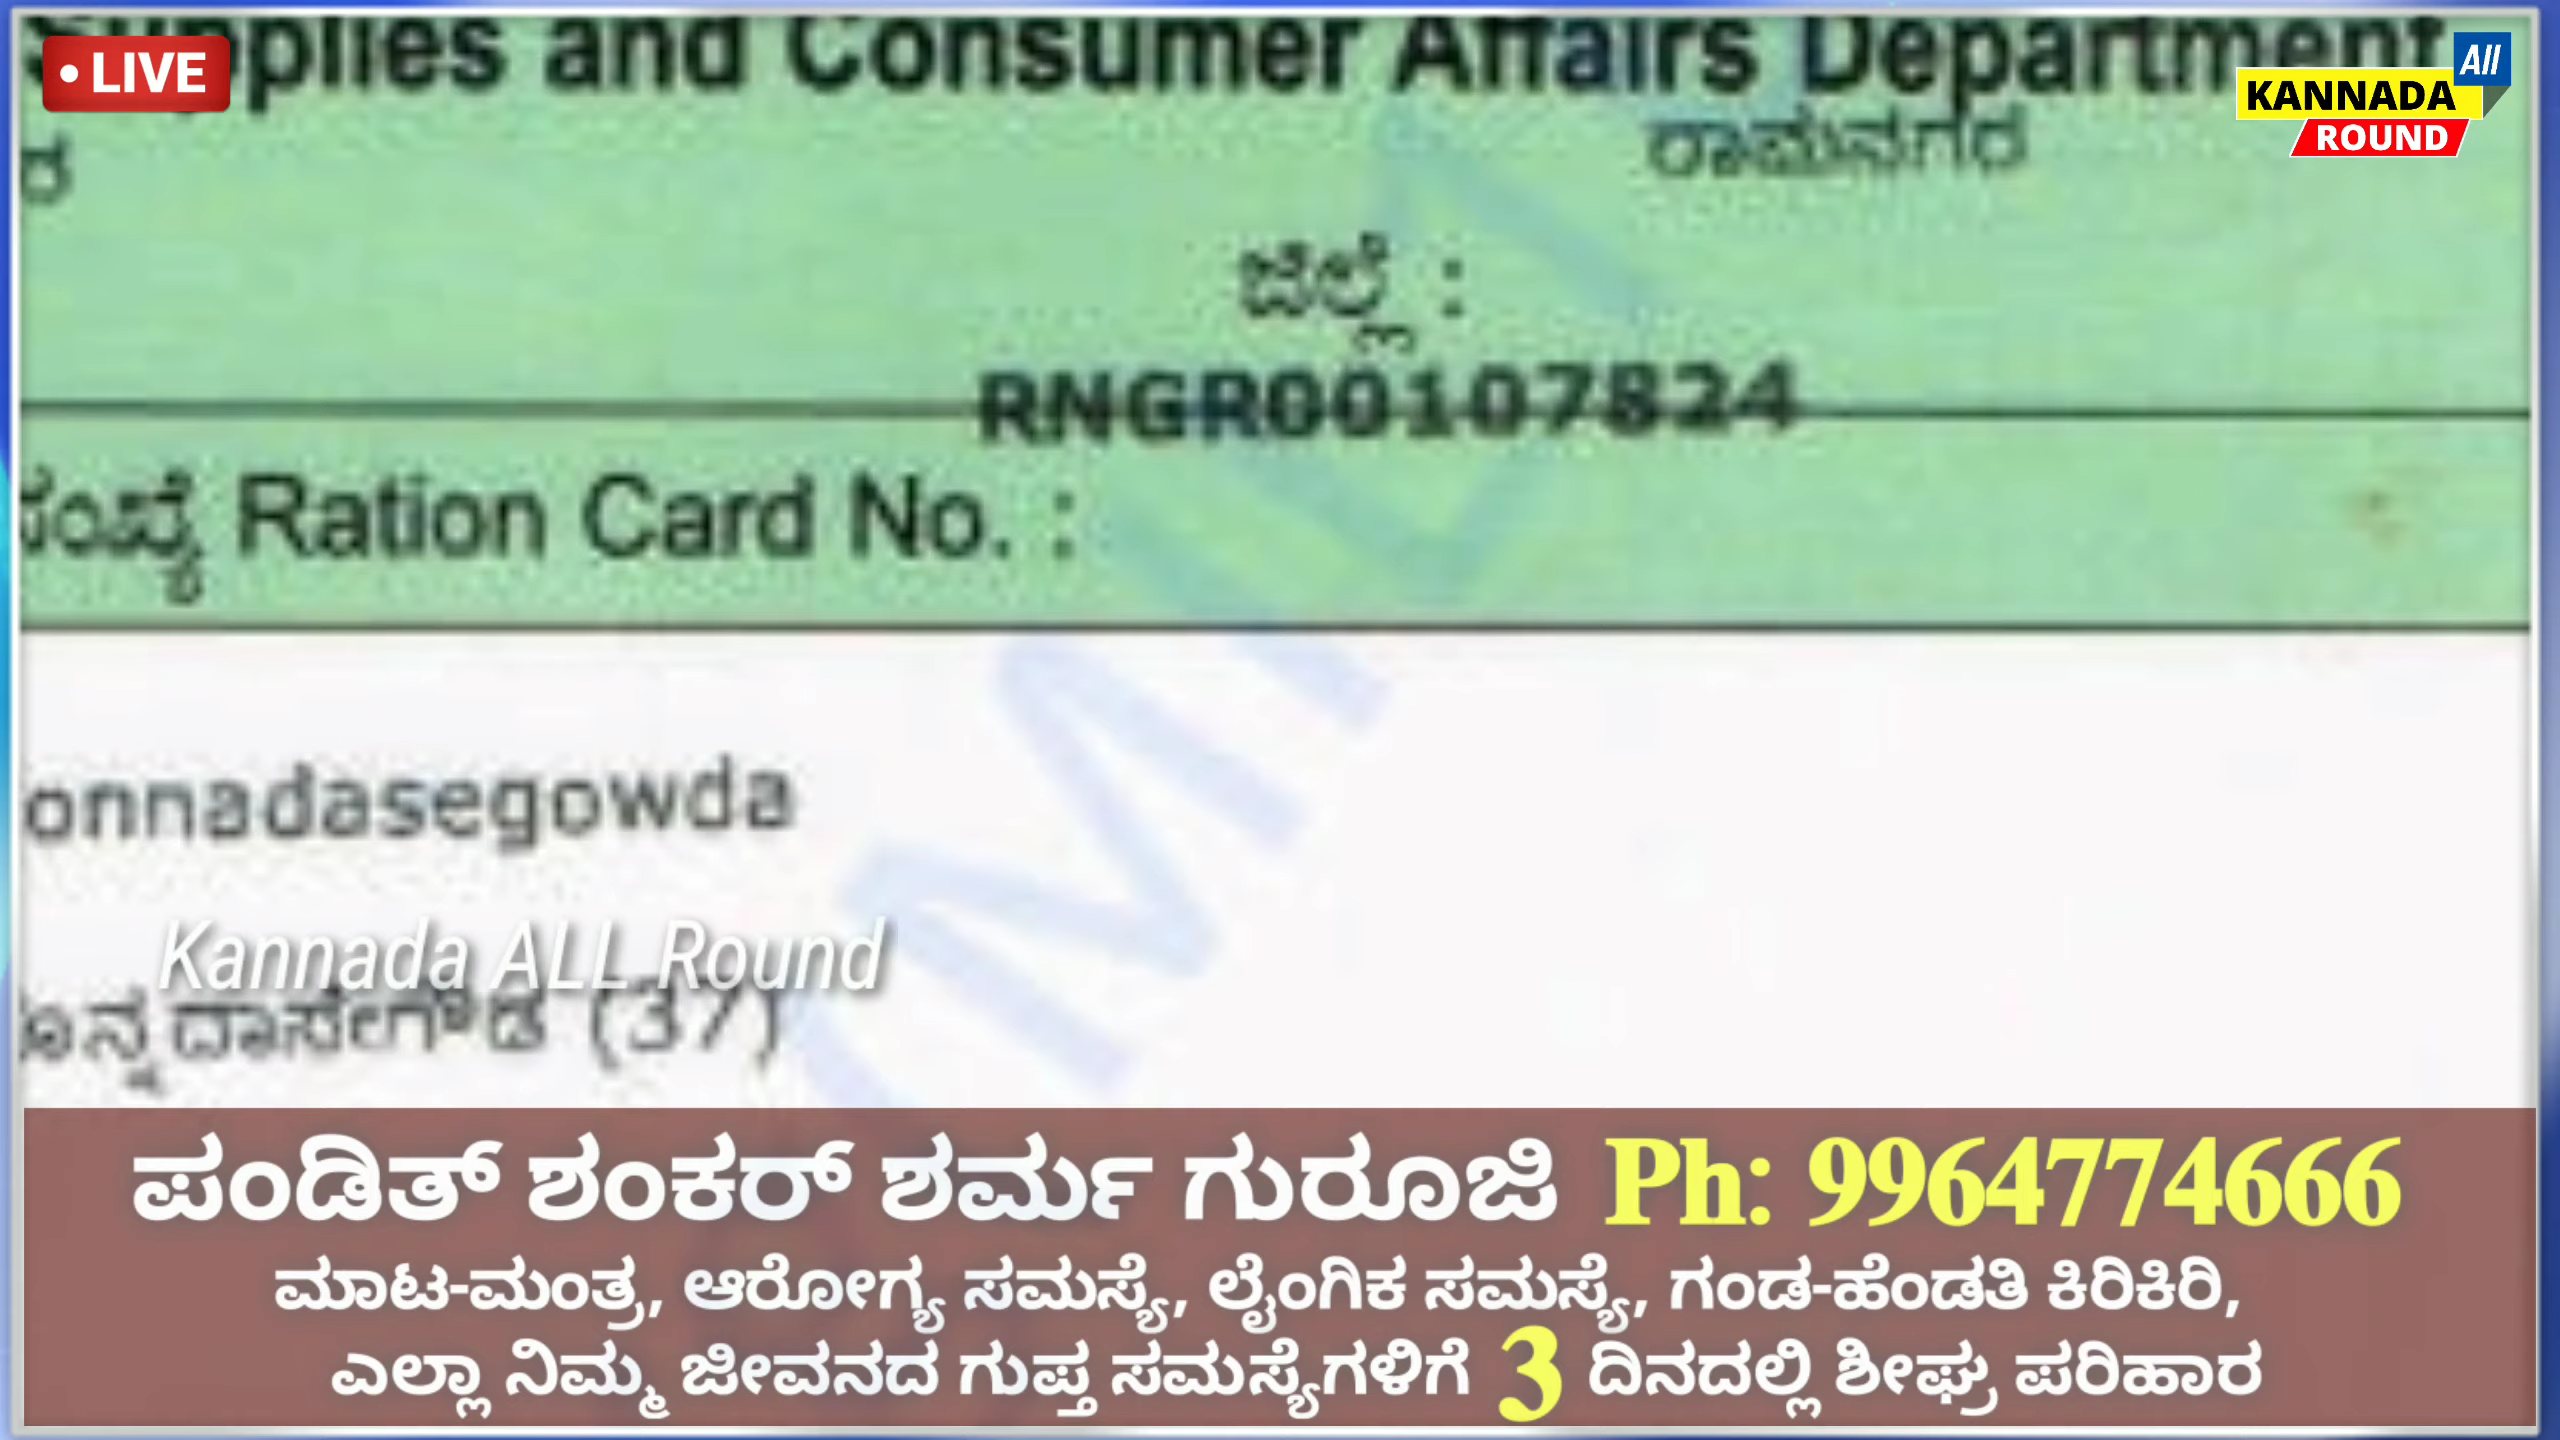 Supplies and Consumer Affairs Department
LIVE
All
KANNADA
ROUND
ರ
ರಾಮನಗರ
ಜಿಲ್ಲೆ :
RNGR00107824
ಸಂಖ್ಯೆ Ration Card No. :
onnadasegowda
Kannada ALL Round
ೊನ್ನದಾಸೇಗೌಡ (37)
ಪಂಡಿತ್ ಶಂಕರ್ ಶರ್ಮ ಗುರೂಜಿ Ph: 9964774666
ಮಾಟ-ಮಂತ್ರ, ಆರೋಗ್ಯ ಸಮಸ್ಯೆ, ಲೈಂಗಿಕ ಸಮಸ್ಯೆ, ಗಂಡ-ಹೆಂಡತಿ ಕಿರಿಕಿರಿ,
ಎಲ್ಲಾ ನಿಮ್ಮ ಜೀವನದ ಗುಪ್ತ ಸಮಸ್ಯೆಗಳಿಗೆ 3 ದಿನದಲ್ಲಿ ಶೀಘ್ರ ಪರಿಹಾರ